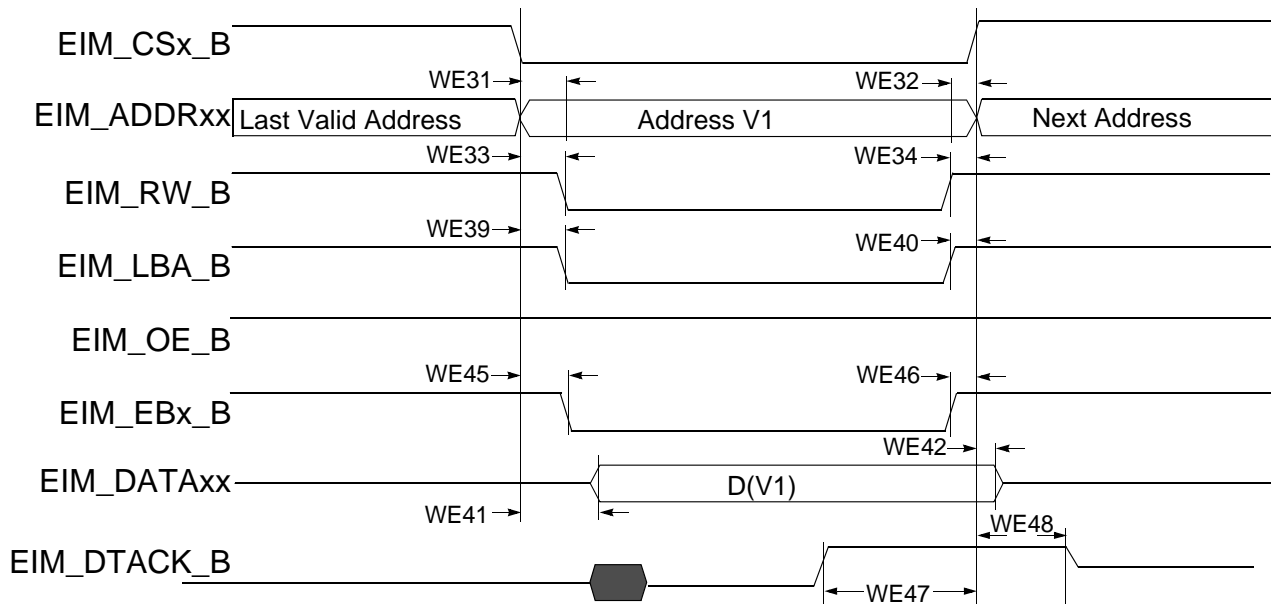 EIM_CSx_B
WE31
WE32
EIM_ADDRxx
Last Valid Address
Address V1
Next Address
WE33
WE34
EIM_RW_B
WE39
WE40
EIM_LBA_B
EIM_OE_B
WE45
WE46
EIM_EBx_B
WE42
EIM_DATAxx
D(V1)
WE41
WE48
EIM_DTACK_B
WE47